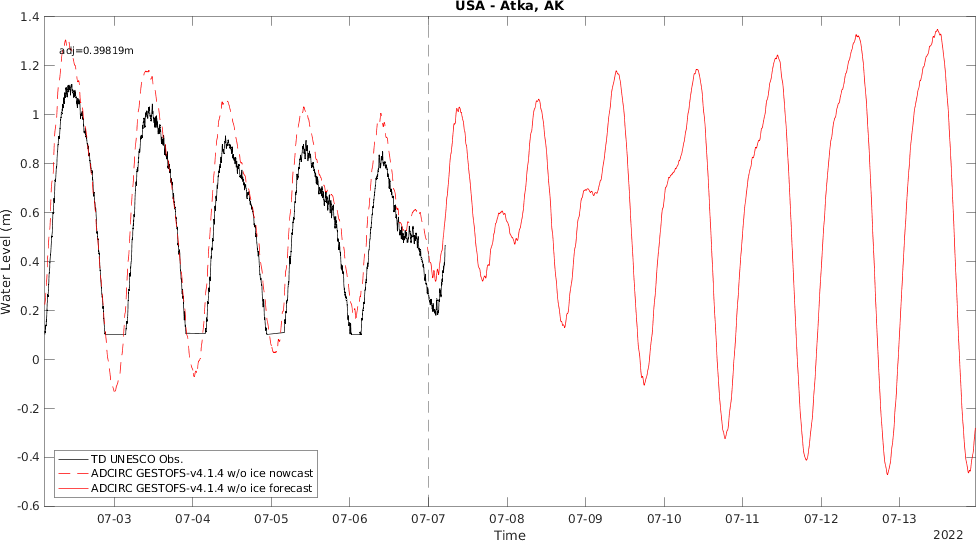 USA - Atka, AK
adj=0.39819m
1.4
1.2
1
0.8
0.6
0.4
0.2
0
-0.2
-0.4
-0.6
Water Level (m)
TD UNESCO Obs.
ADCIRC GESTOFS-v4.1.4 w/o ice nowcast
ADCIRC GESTOFS-v4.1.4 w/o ice forecast
07-03 07-04 07-05 07-06 07-07 07-08 07-09 07-10 07-11 07-12 07-13
Time
2022